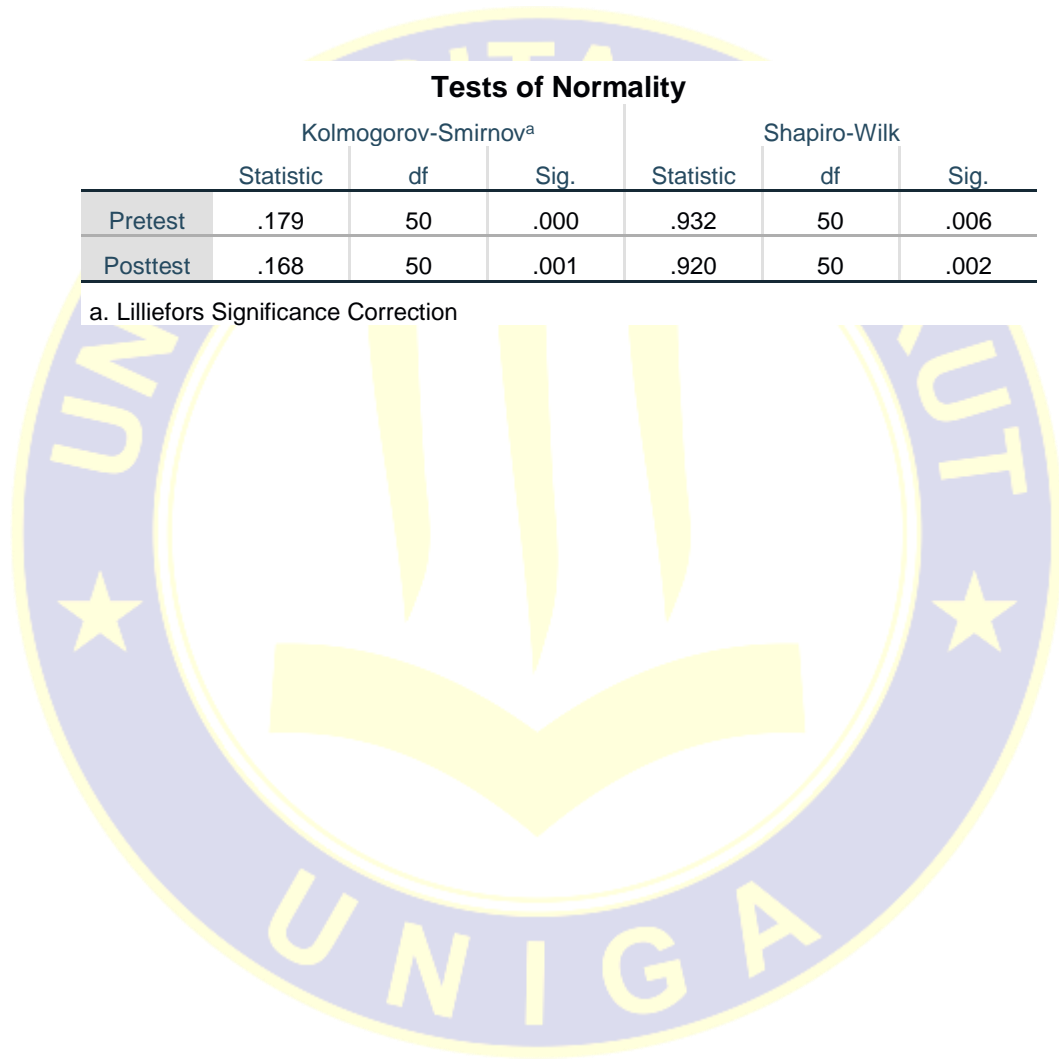 Tests of Normality
Kolmogorov-Smirnovᵃ Shapiro-Wilk
Statistic df Sig. Statistic df Sig.
Pretest .179 50 .000 .932 50 .006
Posttest .168 50 .001 .920 50 .002
a. Lilliefors Significance Correction
UNIGA